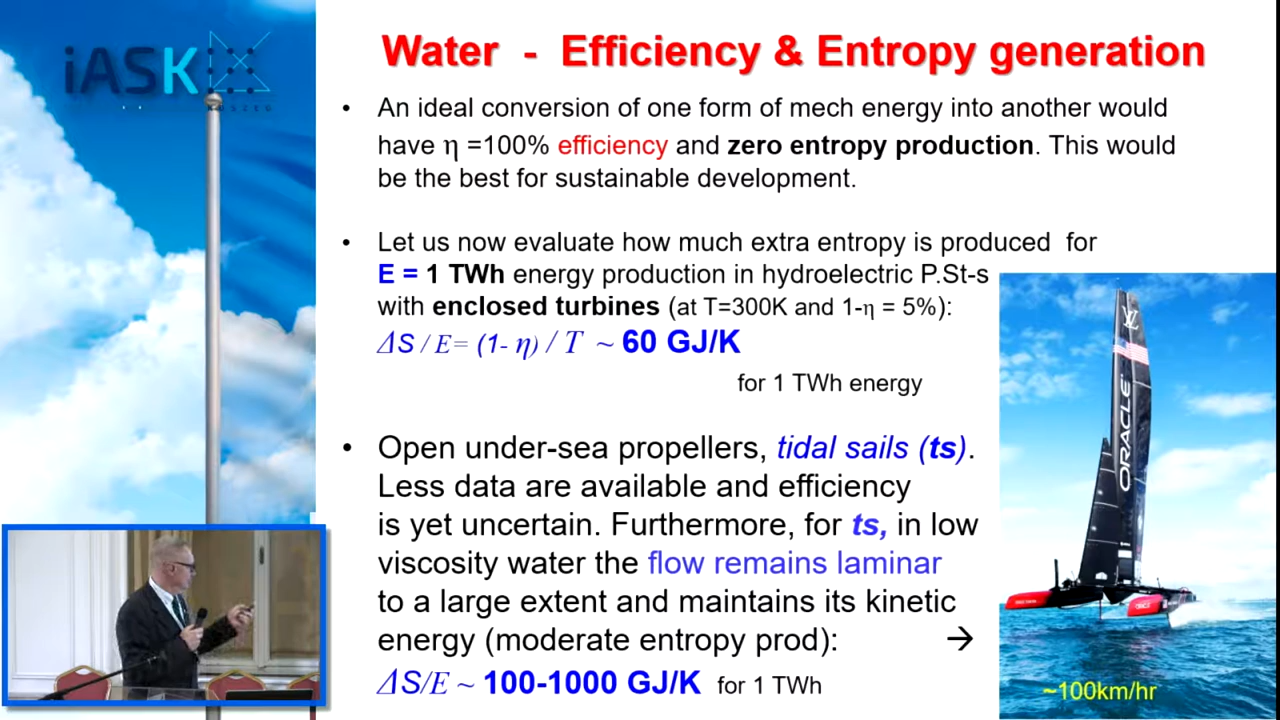 iASK
KOSZEG
Water - Efficiency & Entropy generation
• An ideal conversion of one form of mech energy into another would
have η =100% efficiency and zero entropy production. This would
be the best for sustainable development.
• Let us now evaluate how much extra entropy is produced for
E = 1 TWh energy production in hydroelectric P.St-s
with enclosed turbines (at T=300K and 1-η = 5%):
ΔS / E= (1- η) / T ~ 60 GJ/K
for 1 TWh energy
• Open under-sea propellers, tidal sails (ts).
Less data are available and efficiency
is yet uncertain. Furthermore, for ts, in low
viscosity water the flow remains laminar
to a large extent and maintains its kinetic
energy (moderate entropy prod): →
ΔS/E ~ 100-1000 GJ/K for 1 TWh
ORACLE
~100km/hr